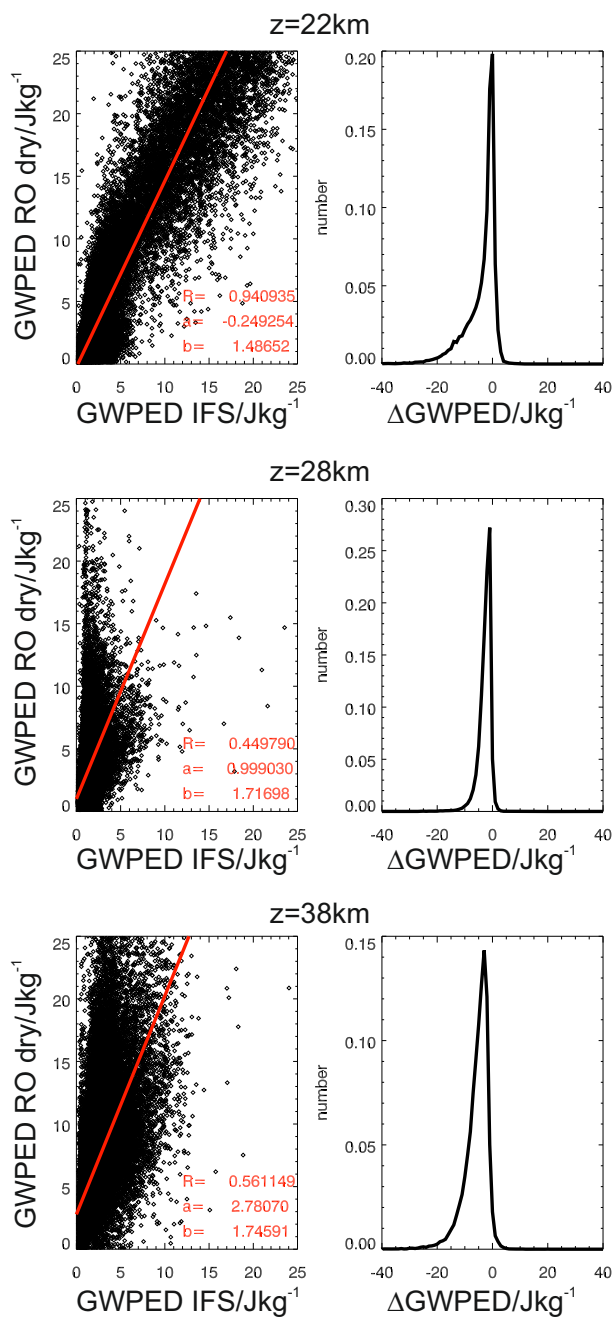 z=22km
GWPED RO dry/Jkg-1
25
20
15
10
5
0
R= 0.940935
a= -0.249254
b= 1.48652
0 5 10 15 20 25
GWPED IFS/Jkg-1
number
0.20
0.15
0.10
0.05
0.00
-40 -20 0 20 40
ΔGWPED/Jkg-1
z=28km
GWPED RO dry/Jkg-1
25
20
15
10
5
0
R= 0.449790
a= 0.999030
b= 1.71698
0 5 10 15 20 25
GWPED IFS/Jkg-1
number
0.30
0.25
0.20
0.15
0.10
0.05
0.00
-40 -20 0 20 40
ΔGWPED/Jkg-1
z=38km
GWPED RO dry/Jkg-1
25
20
15
10
5
0
R= 0.561149
a= 2.78070
b= 1.74591
0 5 10 15 20 25
GWPED IFS/Jkg-1
number
0.15
0.10
0.05
0.00
-40 -20 0 20 40
ΔGWPED/Jkg-1